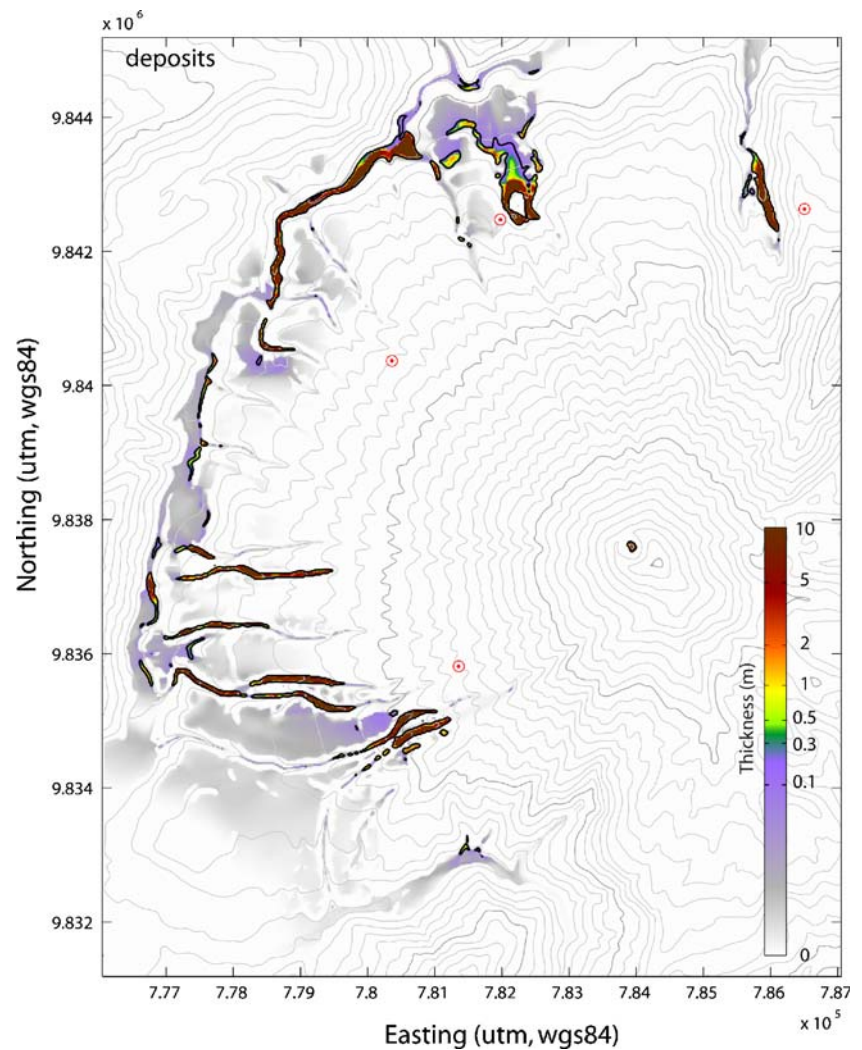 x 10 ⁶
deposits
9.844
9.842
9.84
9.838
9.836
9.834
9.832
Northing (utm, wgs84)
Thickness (m)
10
5
2
1
0.5
0.3
0.1
0
7.77 7.78 7.79 7.8 7.81 7.82 7.83 7.84 7.85 7.86 7.87
x 10⁵
Easting (utm, wgs84)